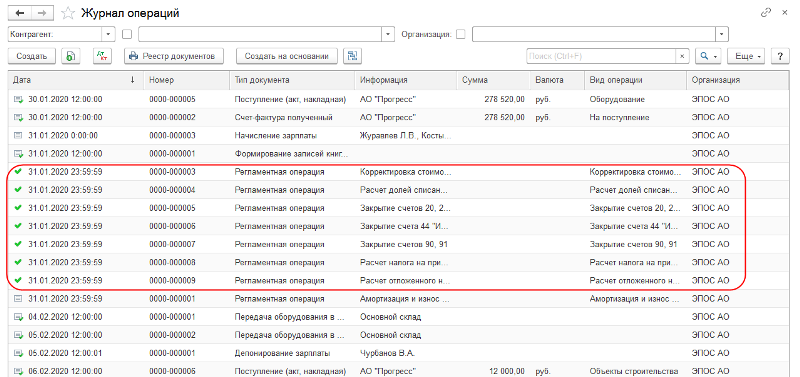 Журнал операций
Контрагент: Организация:
Создать Дт Кт Реестр документов Создать на основании Поиск (Ctrl+F) × Еще ?
Дата ↓ Номер Тип документа Информация Сумма Валюта Вид операции Организация
30.01.2020 12:00:00 0000-000005 Поступление (акт, накладная) АО "Прогресс" 278 520,00 руб. Оборудование ЭПОС АО
30.01.2020 12:00:00 0000-000002 Счет-фактура полученный АО "Прогресс" 278 520,00 руб. На поступление ЭПОС АО
31.01.2020 0:00:00 0000-000003 Начисление зарплаты Журавлев Л.В., Косты... ЭПОС АО
31.01.2020 12:00:00 0000-000001 Формирование записей книг... ЭПОС АО
31.01.2020 23:59:59 0000-000003 Регламентная операция Корректировка стоимо... Корректировка стоимо... ЭПОС АО
31.01.2020 23:59:59 0000-000004 Регламентная операция Расчет долей списан... Расчет долей списан... ЭПОС АО
31.01.2020 23:59:59 0000-000005 Регламентная операция Закрытие счетов 20, 2... Закрытие счетов 20, 2... ЭПОС АО
31.01.2020 23:59:59 0000-000006 Регламентная операция Закрытие счета 44 "И... Закрытие счета 44 "И... ЭПОС АО
31.01.2020 23:59:59 0000-000007 Регламентная операция Закрытие счетов 90, 91 Закрытие счетов 90, 91 ЭПОС АО
31.01.2020 23:59:59 0000-000008 Регламентная операция Расчет налога на при... Расчет налога на при... ЭПОС АО
31.01.2020 23:59:59 0000-000009 Регламентная операция Расчет отложенного н... Расчет отложенного н... ЭПОС АО
31.01.2020 23:59:59 0000-000001 Регламентная операция Амортизация и износ ... Амортизация и износ ... ЭПОС АО
04.02.2020 12:00:00 0000-000001 Передача оборудования в ... Основной склад ЭПОС АО
05.02.2020 12:00:00 0000-000002 Передача оборудования в ... Основной склад ЭПОС АО
05.02.2020 12:00:01 0000-000001 Депонирование зарплаты Чурбанов В.А. ЭПОС АО
06.02.2020 12:00:00 0000-000006 Поступление (акт, накладная) АО "Прогресс" 12 000,00 руб. Объекты строительства ЭПОС АО